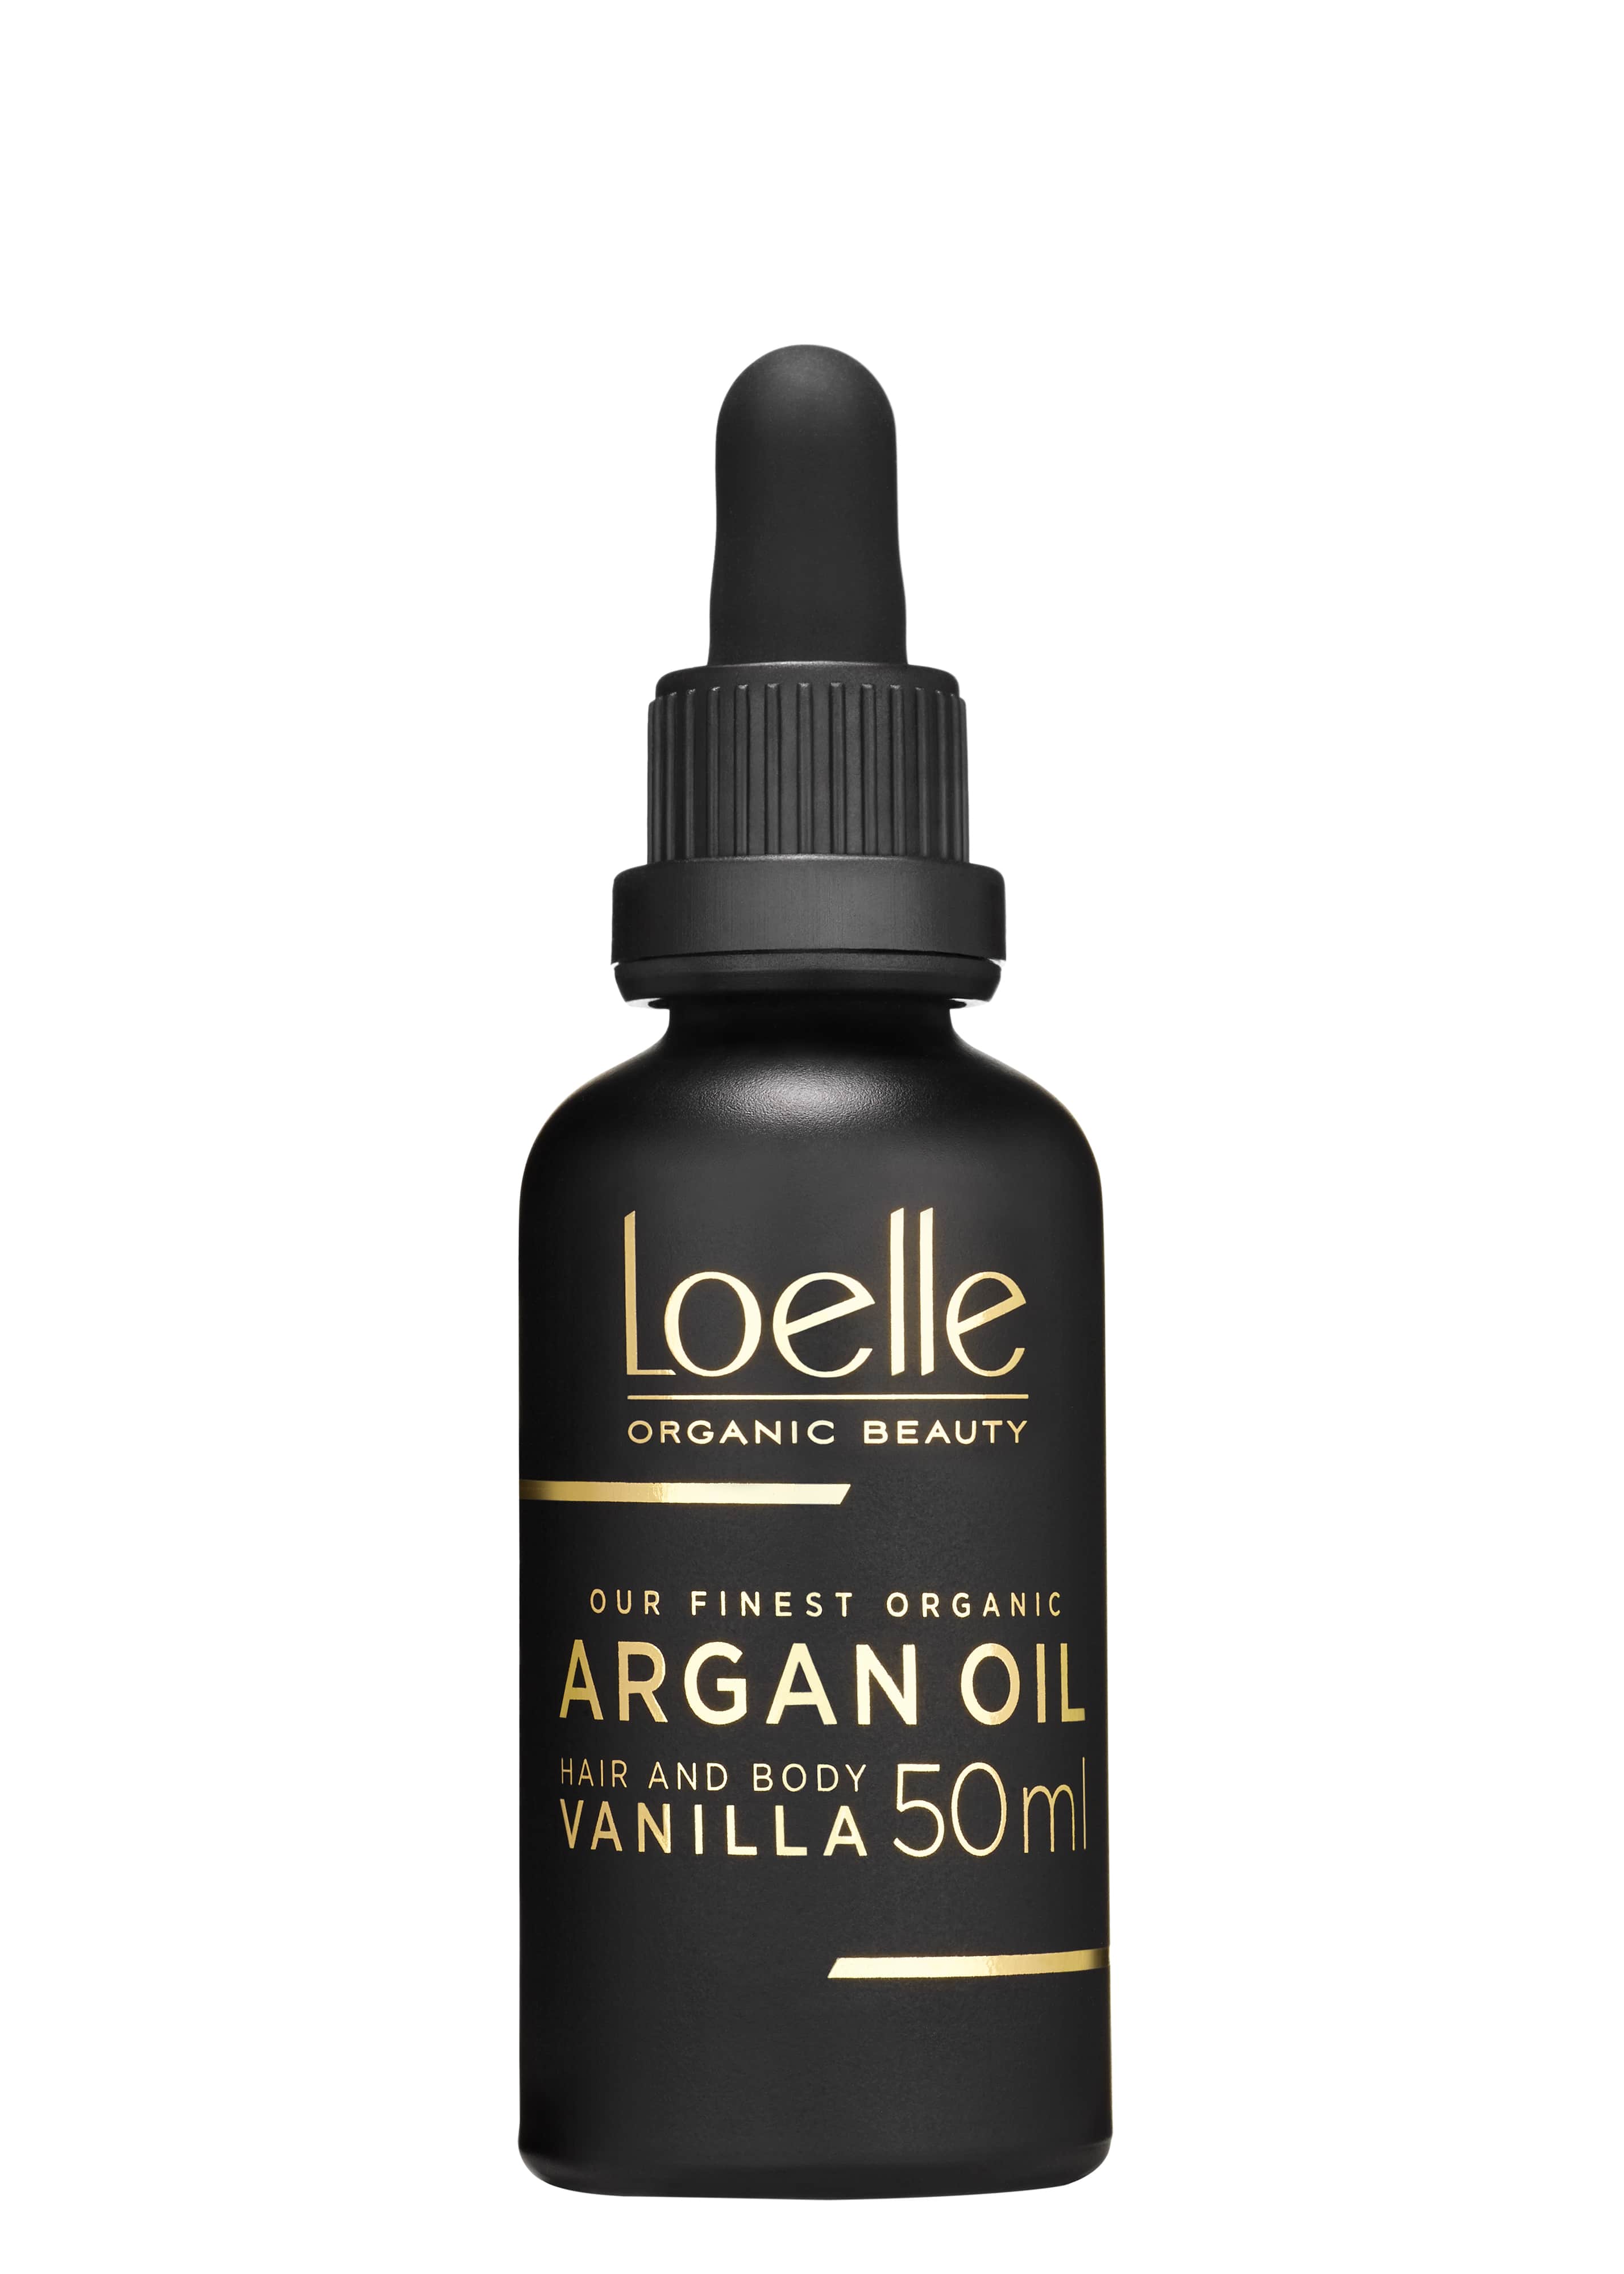 Loelle
ORGANIC BEAUTY
OUR FINEST ORGANIC
ARGAN OIL
HAIR AND BODY
VANILLA 50ml